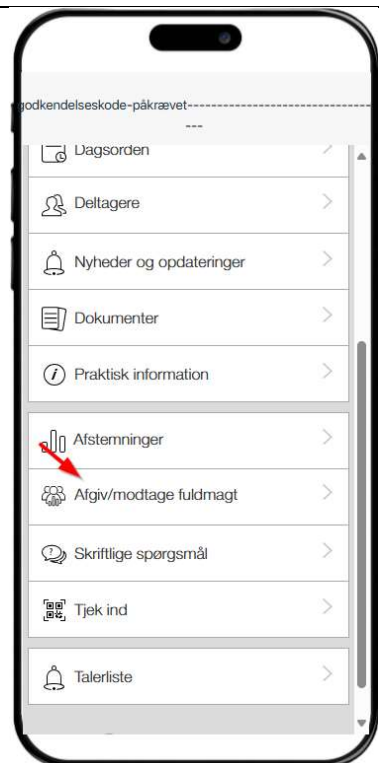 godkendelseskode-påkrævet-------------------------------
---
Dagsorden
Deltagere
Nyheder og opdateringer
Dokumenter
Praktisk information
Afstemninger
Afgiv/modtage fuldmagt
Skriftlige spørgsmål
Tjek ind
Talerliste